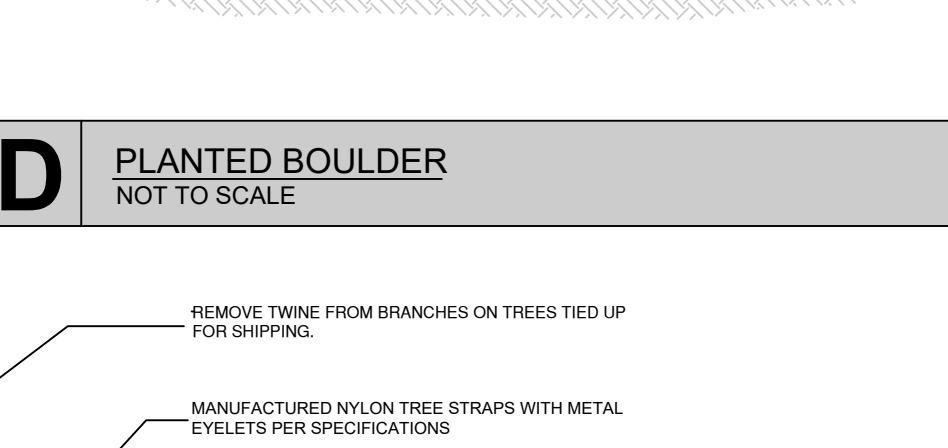 D
PLANTED BOULDER
NOT TO SCALE
REMOVE TWINE FROM BRANCHES ON TREES TIED UP
FOR SHIPPING.
MANUFACTURED NYLON TREE STRAPS WITH METAL
EYELETS PER SPECIFICATIONS